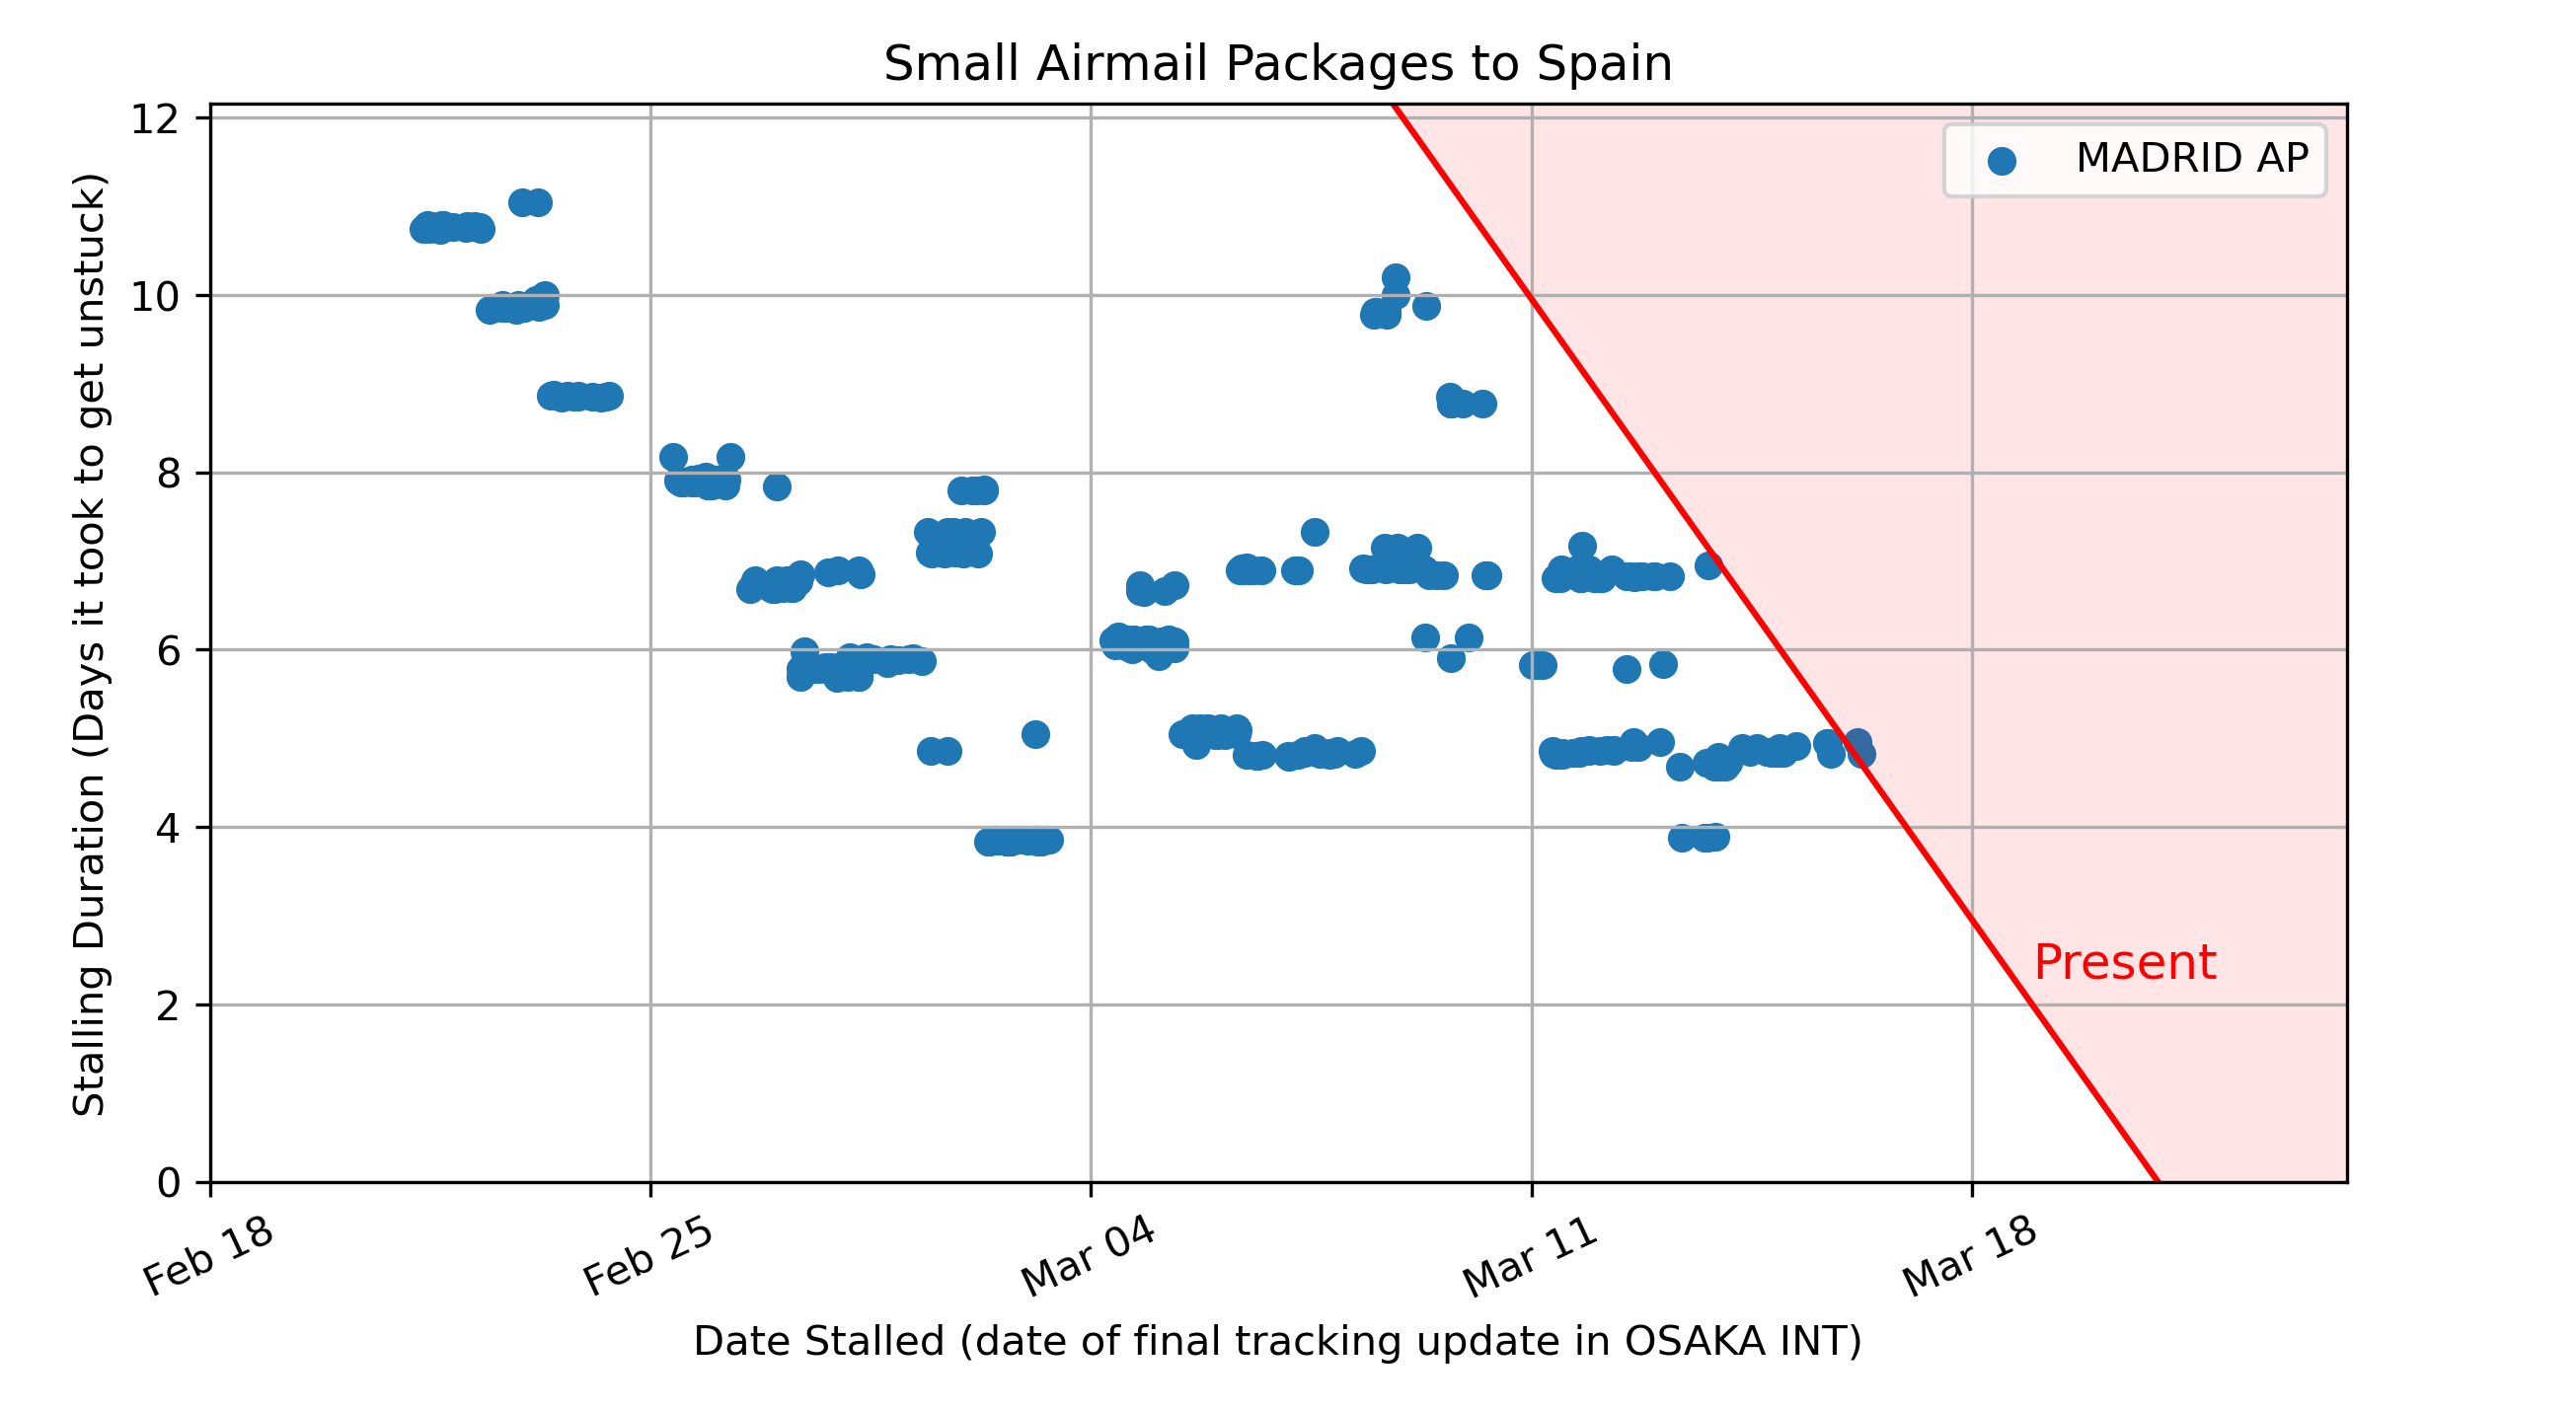 Small Airmail Packages to Spain
MADRID AP
12
10
8
6
4
2
0
Stalling Duration (Days it took to get unstuck)
Present
Feb 18
Feb 25
Mar 04
Mar 11
Mar 18
Date Stalled (date of final tracking update in OSAKA INT)